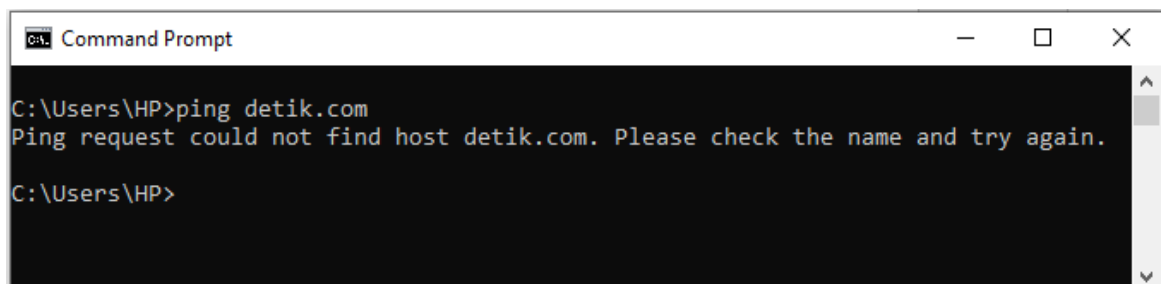 Command Prompt
C:\Users\HP>ping detik.com
Ping request could not find host detik.com. Please check the name and try again.
C:\Users\HP>